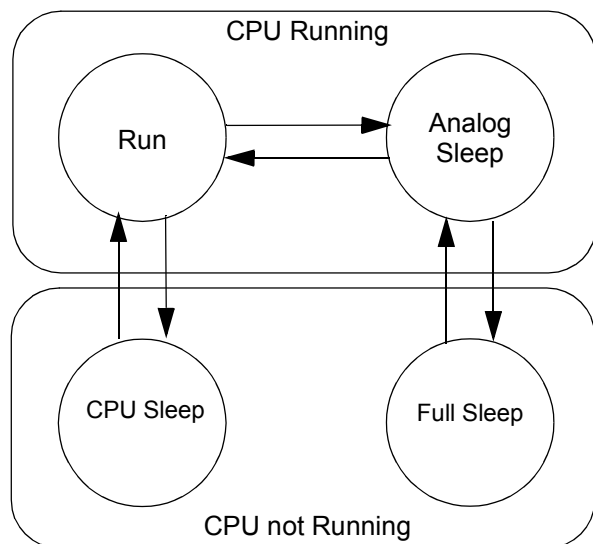 CPU Running
Run
Analog
Sleep
CPU Sleep
Full Sleep
CPU not Running